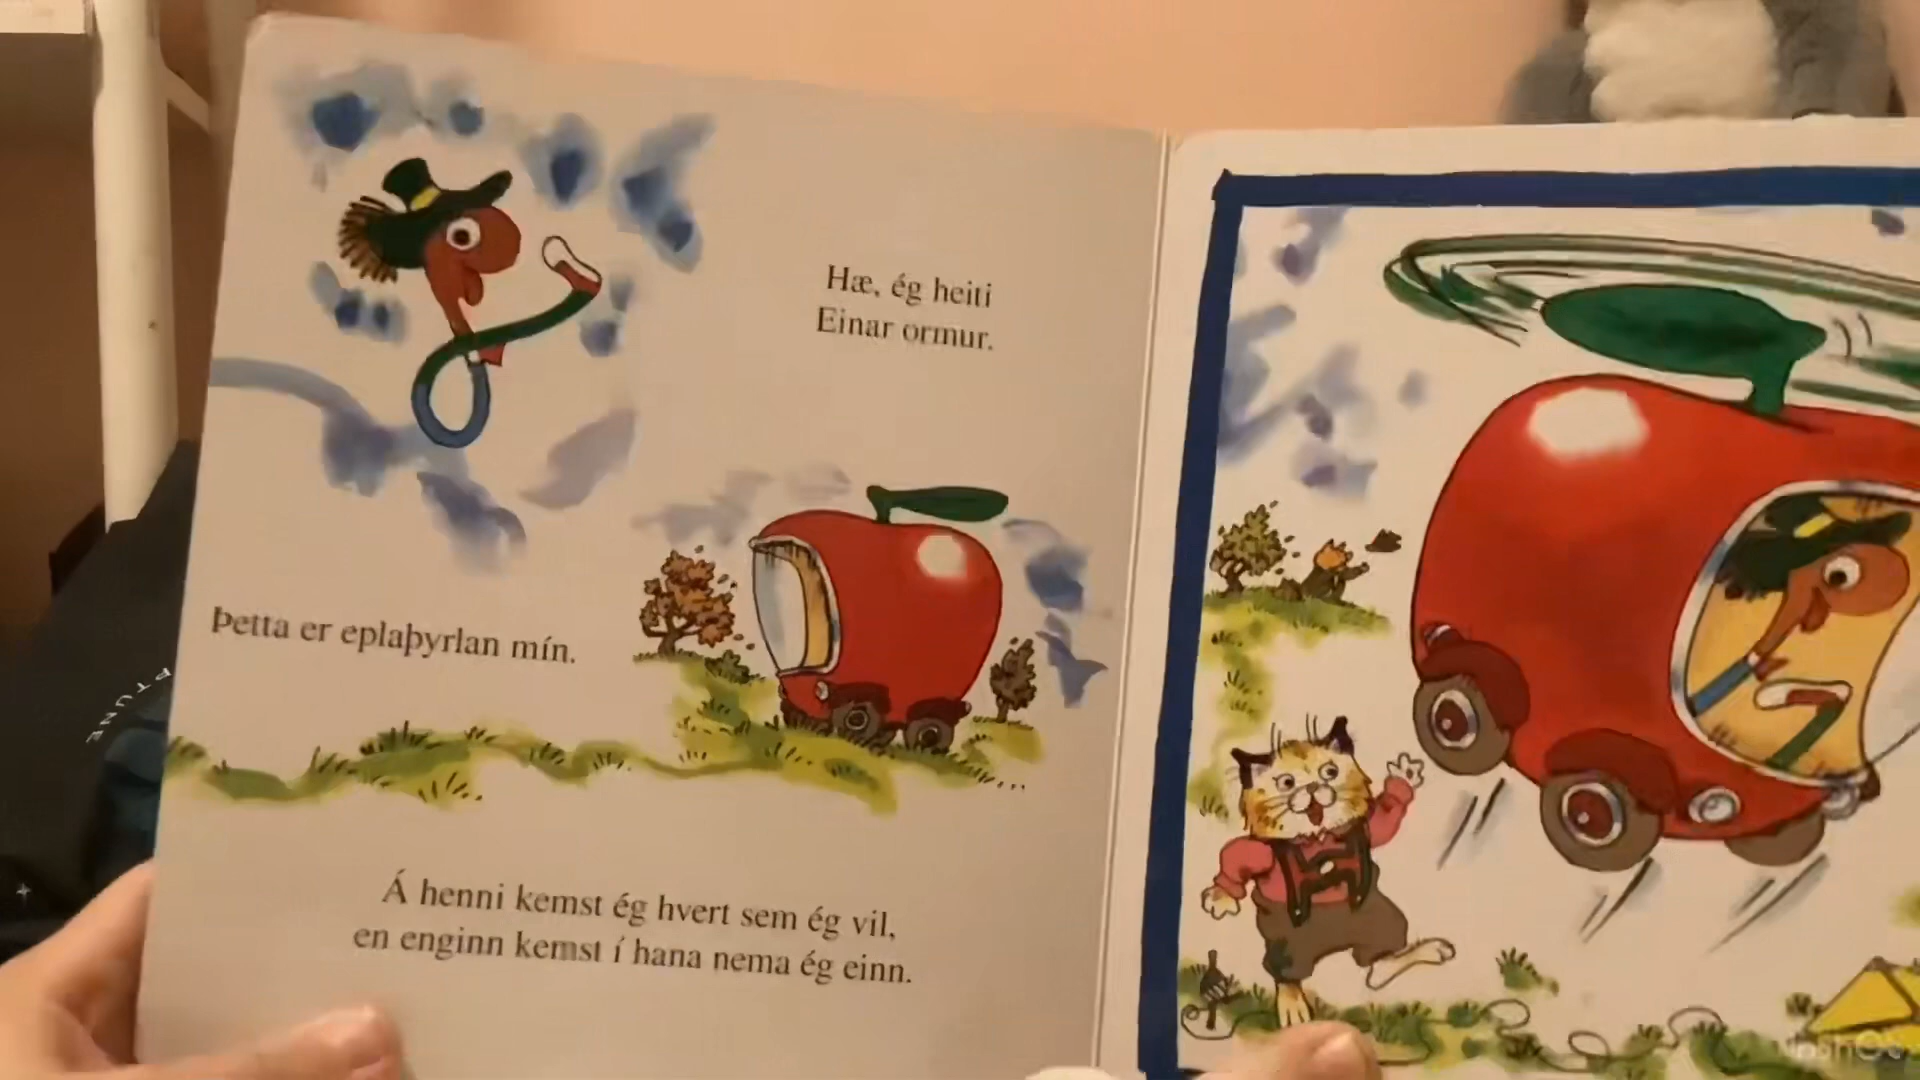 Hæ, ég heiti
Einar ormur.
Þetta er eplaþyrlan mín.
Á henni kemst ég hvert sem ég vil,
en enginn kemst í hana nema ég einn.
PTUNE